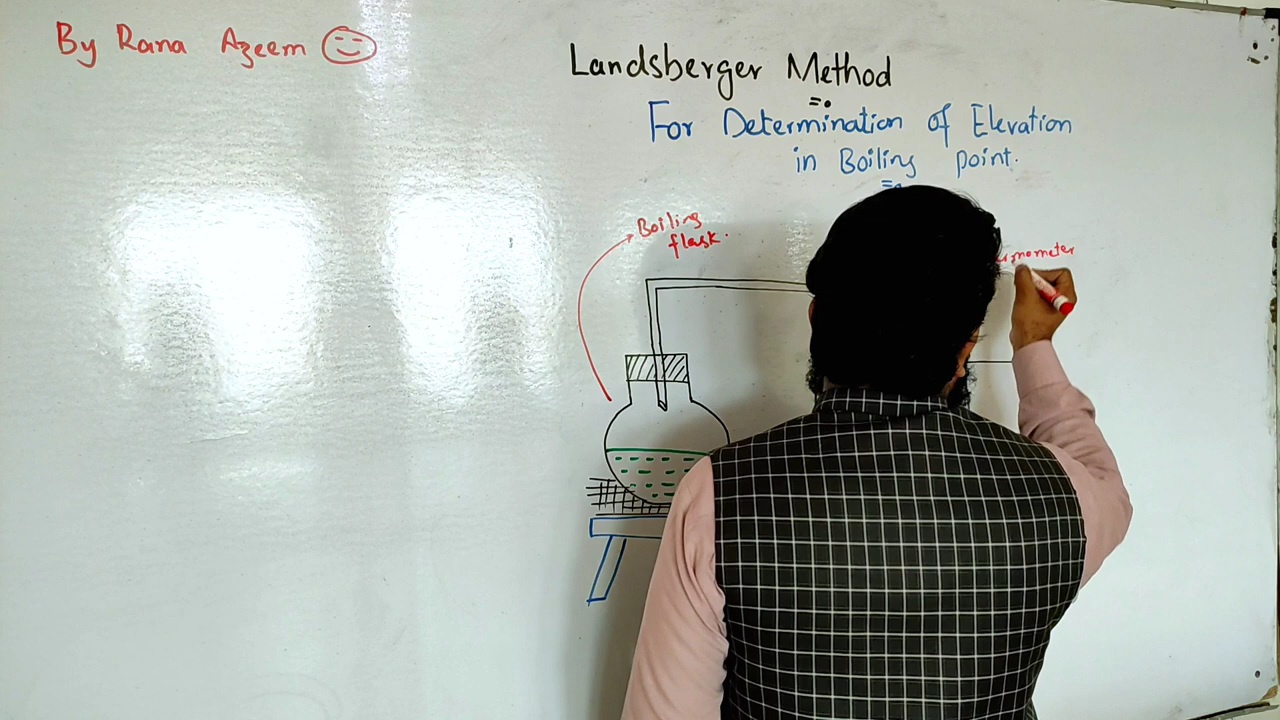 By Rana Azeem
Landsberger Method
For Determination of Elevation
in Boiling point.
Boiling
flask.